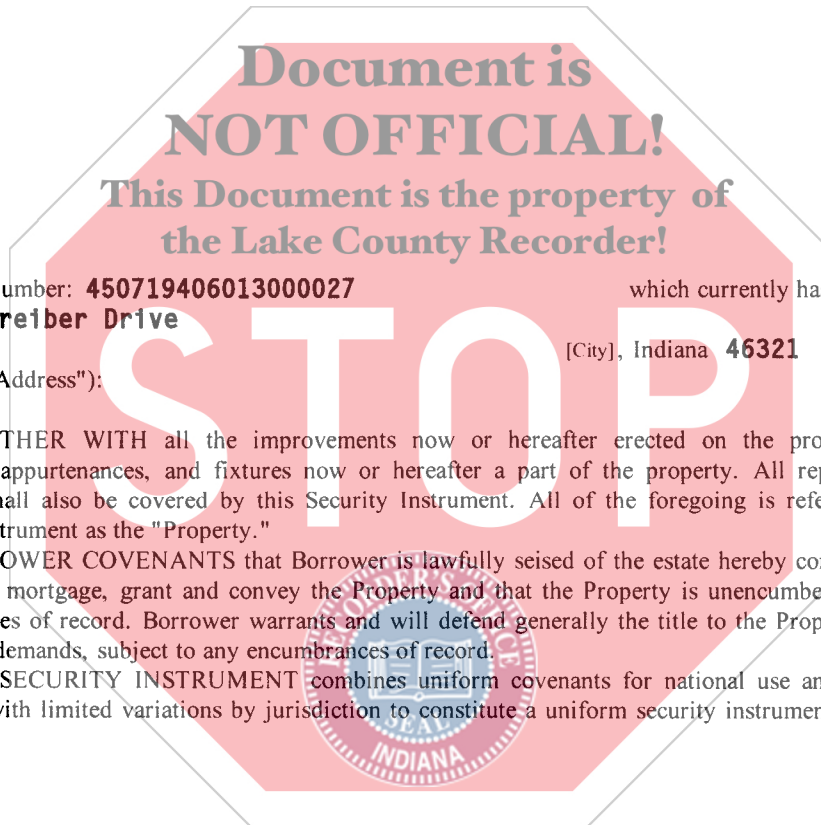 Document is
NOT OFFICIAL!
This Document is the property of
the Lake County Recorder!
umber: 450719406013000027 which currently ha
reiber Drive
[City], Indiana 46321
Address"):
STOP
THER WITH all the improvements now or hereafter erected on the pro
appurtenances, and fixtures now or hereafter a part of the property. All rep
all also be covered by this Security Instrument. All of the foregoing is refe
trument as the "Property."
OWER COVENANTS that Borrower is lawfully seised of the estate hereby co
mortgage, grant and convey the Property and that the Property is unencumbe
es of record. Borrower warrants and will defend generally the title to the Prop
demands, subject to any encumbrances of record.
SECURITY INSTRUMENT combines uniform covenants for national use an
with limited variations by jurisdiction to constitute a uniform security instrumen
RECORDER'S OFFICE
SEAL
INDIANA